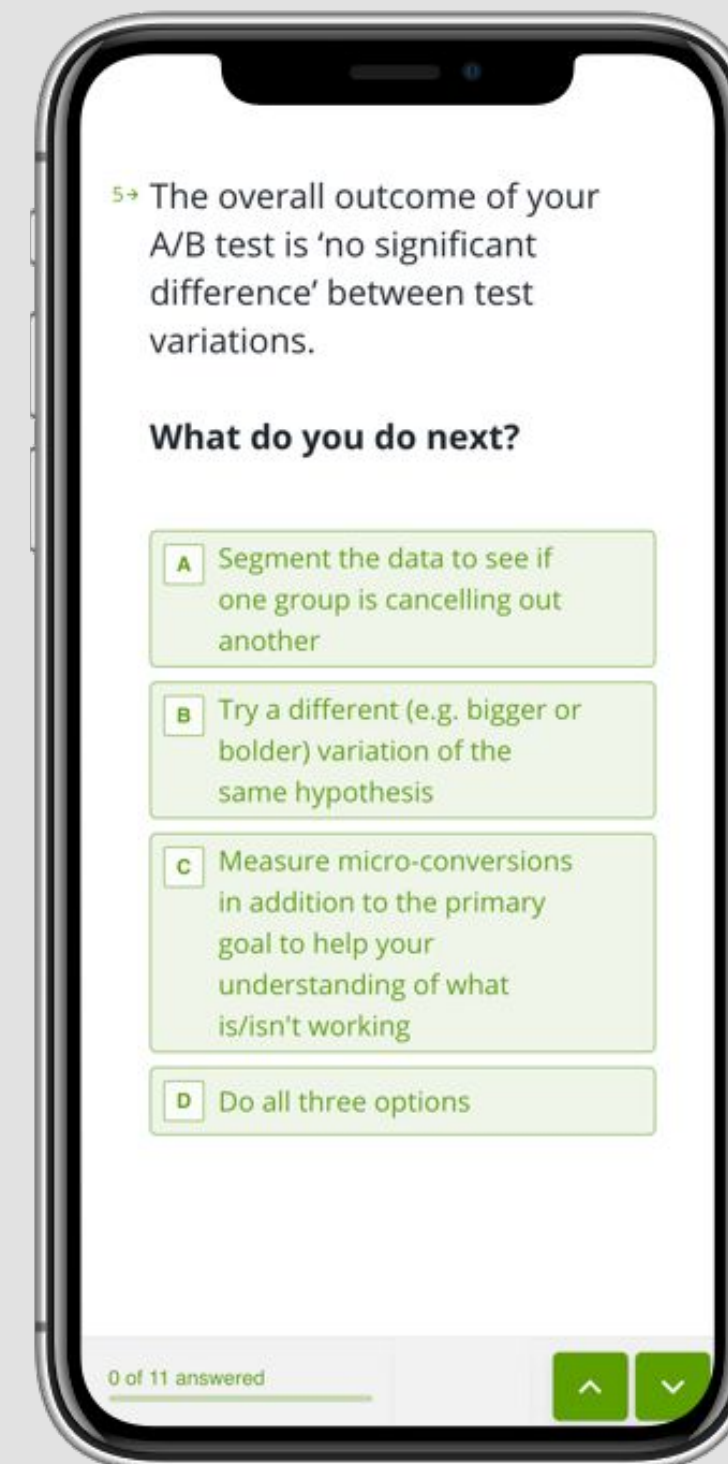 5→ The overall outcome of your
A/B test is ‘no significant
difference’ between test
variations.
What do you do next?
A Segment the data to see if
one group is cancelling out
another
B Try a different (e.g. bigger or
bolder) variation of the
same hypothesis
C Measure micro-conversions
in addition to the primary
goal to help your
understanding of what
is/isn't working
D Do all three options
0 of 11 answered